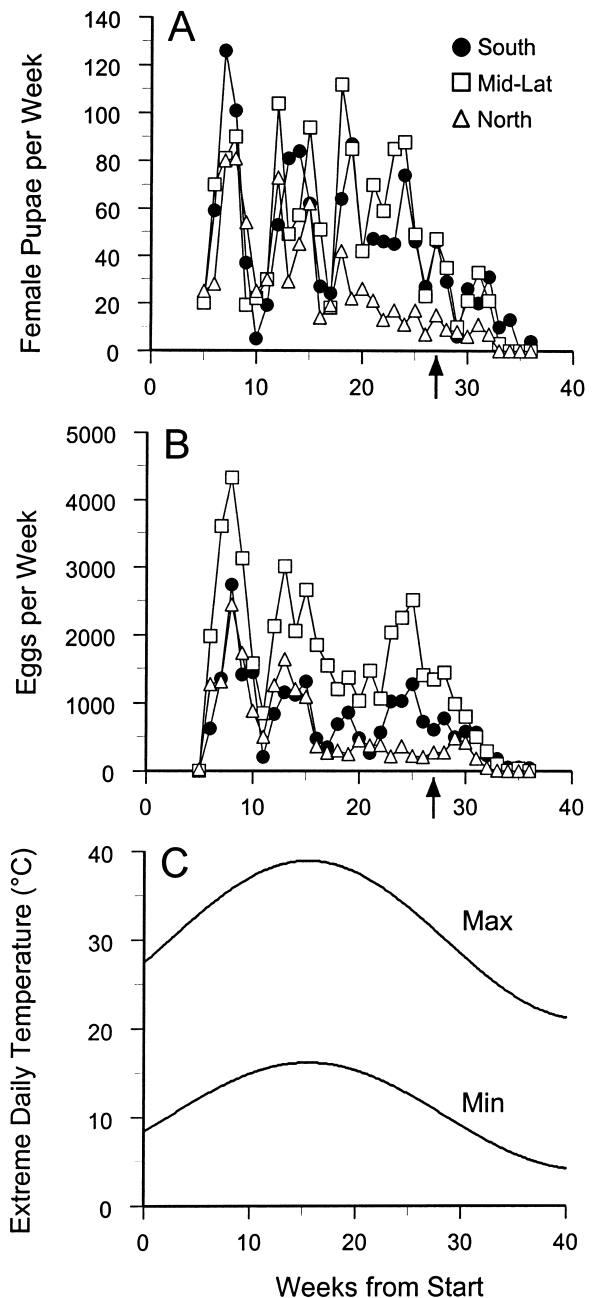 A
140
120
100
80
60
40
20
0
Female Pupae per Week
South
Mid-Lat
North
0 10 20 30 40
B
5000
4000
3000
2000
1000
0
Eggs per Week
0 10 20 30 40
C
40
30
20
10
0
Extreme Daily Temperature (°C)
Max
Min
0 10 20 30 40
Weeks from Start